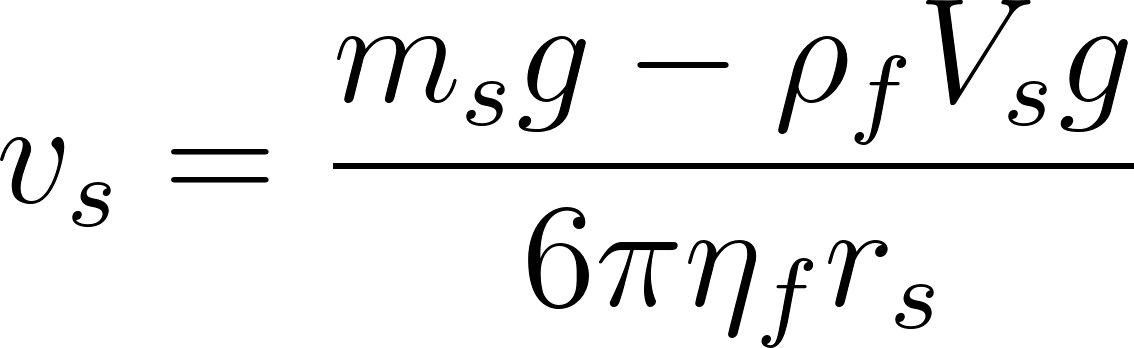 v_s = \frac{m_s g - \rho_f V_s g}{6 \pi \eta_f r_s}